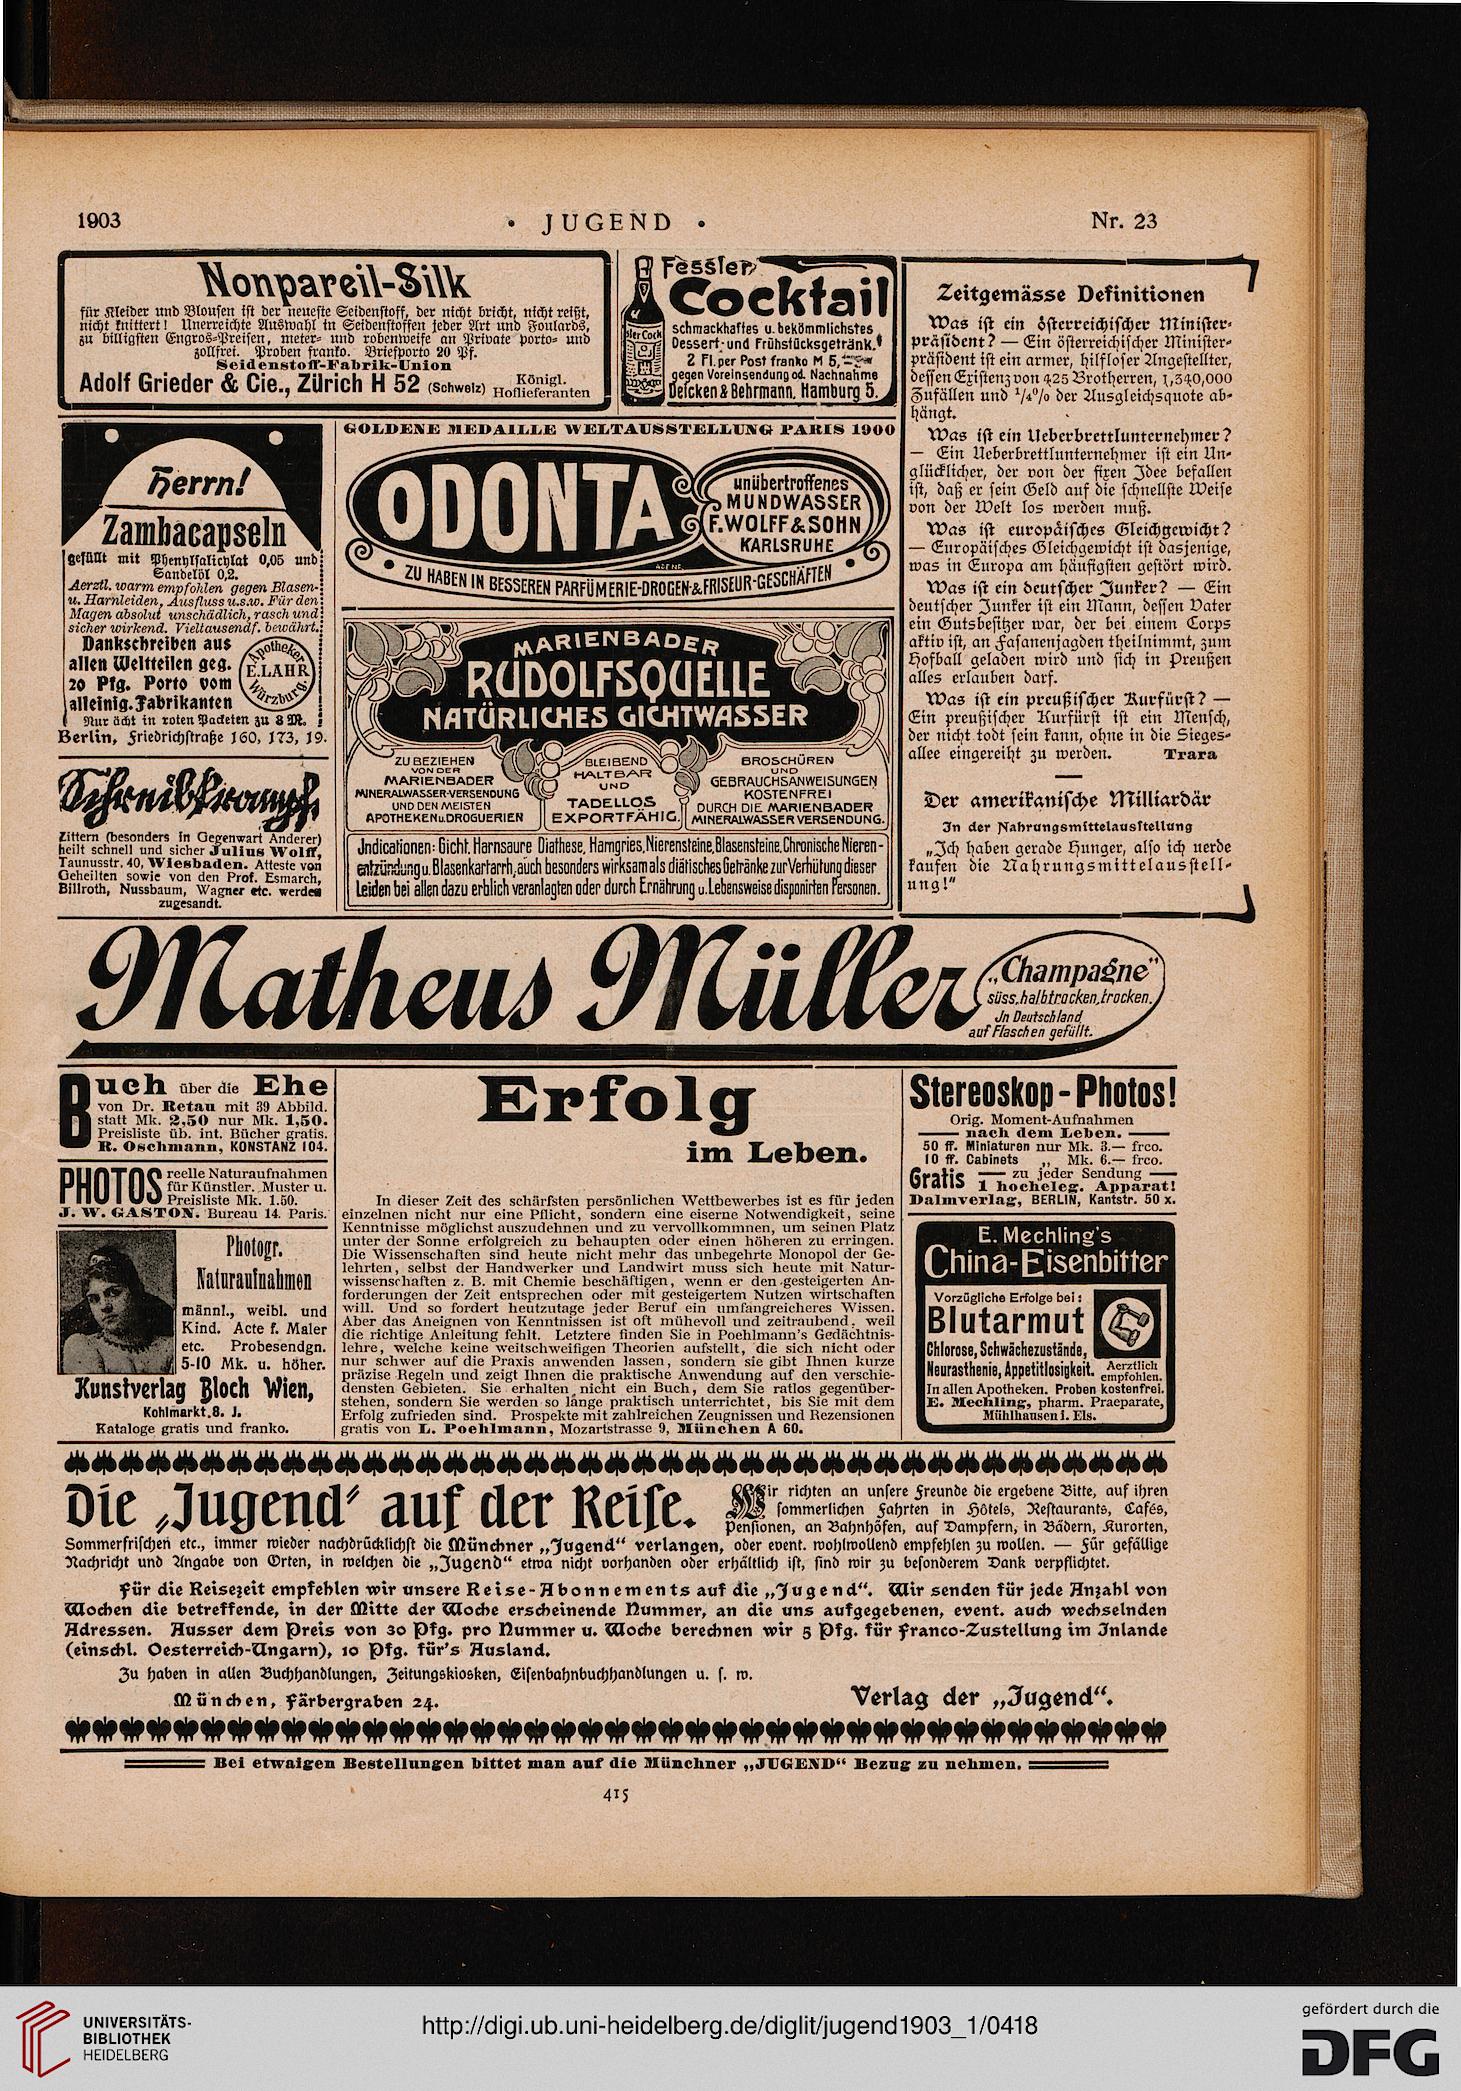 1903
• JUGEND •
Nr. 23
Nonpareil-Silk
für Kleider und Blousen ist der neueste Seidenstoff, der nicht bricht, nicht reißt,
nicht knittert! Unerreichte Auswahl in Seidenstoffen jeder Art und Foulards,
zu billigsten Engros-Preisen, meter- und robenweise an Private porto- und
zollfrei. Proben franko. Briefporto 20 Pf.
Seidenstoff-Fabrik-Union
Adolf Grieder & Cie., Zürich H 52 (Schweiz) Königl. Hoflieferanten
Fessler
Cocktail
schmackhaftes u. bekömmlichstes
Dessert- und Frühstücksgetränk.
2 Fl. per Post franko M 5.
gegen Voreinsendung od. Nachnahme
Oelcken & Behrmann, Hamburg 5.
Herrn!
Zambacapseln
gefüllt mit Phenylsalicylat 0,05 und
Sandelöl 0,2.
Aerztl. warm empfohlen gegen Blasen-
u. Harnleiden, Ausfluss u.s.w. Für den
Magen absolut unschädlich, rasch und
sicher wirkend. Vieltausendf. bewährt.
Dankschreiben aus
allen Weltteilen geg.
20 Pfg. Porto vom
alleinig. Fabrikanten
Apotheker
E. LAHR
Würzburg
Nur ächt in roten Packeten zu 3 M.
Berlin, Friedrichstraße 160, 173, 19.
Schreibkrampf,
Zittern (besonders in Gegenwart Anderer)
heilt schnell und sicher Julius Wolff,
Taunusstr. 40, Wiesbaden. Atteste von
Geheilten sowie von den Prof. Esmarch,
Billroth, Nussbaum, Wagner etc. werden
zugesandt.
GOLDENE MEDAILLE WELTAUSSTELLUNG PARIS 1900
ODONTA
unübertroffenes
MUNDWASSER
F. WOLFF & SOHN
KARLSRUHE
ZU HABEN IN BESSEREN PARFÜMERIE-DROGEN- & FRISEUR-GESCHÄFTEN
MARIENBADER
RUDOLFSQUELLE
NATÜRLICHES GICHTWASSER
ZU BEZIEHEN
VON DER
MARIENBADER
MINERALWASSER-VERSENDUNG
UND DEN MEISTEN
APOTHEKEN u. DROGUERIEN
BLEIBEND
HALTBAR
UND
TADELLOS
EXPORTFÄHIG.
BROSCHÜREN
UND
GEBRAUCHSANWEISUNGEN
KOSTENFREI
DURCH DIE MARIENBADER
MINERALWASSER VERSENDUNG.
Jndicationen: Gicht, Harnsaure Diathese, Harngries, Nierensteine, Blasensteine, Chronische Nieren-
entzündung u. Blasenkartarrh, auch besonders wirksam als diätisches Getränke zur Verhütung dieser
Leiden bei allen dazu erblich veranlagten oder durch Ernährung u. Lebensweise disponirten Personen.
Zeitgemässe Definitionen
Was ist ein österreichischer Minister-
präsident? — Ein österreichischer Minister-
präsident ist ein armer, hilfloser Angestellter,
dessen Existenz von 425 Brotherren, 1,340,000
Zufällen und ¼% der Ausgleichsquote ab-
hängt.
Was ist ein Ueberbrettlunternehmer?
— Ein Ueberbrettlunternehmer ist ein Un-
glücklicher, der von der fixen Idee befallen
ist, daß er sein Geld auf die schnellste Weise
von der Welt los werden muß.
Was ist europäisches Gleichgewicht?
— Europäisches Gleichgewicht ist dasjenige,
was in Europa am häufigsten gestört wird.
Was ist ein deutscher Junker? — Ein
deutscher Junker ist ein Mann, dessen Vater
ein Gutsbesitzer war, der bei einem Corps
aktiv ist, an Fasanenjagden theilnimmt, zum
Hofball geladen wird und sich in Preußen
alles erlauben darf.
Was ist ein preußischer Kurfürst? —
Ein preußischer Kurfürst ist ein Mensch,
der nicht todt sein kann, ohne in die Sieges-
allee eingereiht zu werden. Trara
Der amerikanische Milliardär
In der Nahrungsmittelausstellung
„Ich haben gerade Hunger, also ich werde
kaufen die Nahrungsmittelausstell-
ung!"
Matheus Müller
„Champagne"
süss, halbtrocken, trocken.
Jn Deutschland
auf Flaschen gefüllt.
Buch über die Ehe
von Dr. Retau mit 39 Abbild.
statt Mk. 2,50 nur Mk. 1,50.
Preisliste üb. int. Bücher gratis.
R. Oschmann, KONSTANZ 104.
PHOTOS reelle Naturaufnahmen
für Künstler. Muster u.
Preisliste Mk. 1.50.
J. W. GASTON. Bureau 14. Paris.
Photogr.
Naturaufnahmen
männl., weibl. und
Kind. Acte f. Maler
etc. Probesendgn.
5-10 Mk. u. höher.
Kunstverlag Bloch Wien,
Kohlmarkt. 8. J.
Kataloge gratis und franko.
Erfolg
im Leben.
In dieser Zeit des schärfsten persönlichen Wettbewerbes ist es für jeden
einzelnen nicht nur eine Pflicht, sondern eine eiserne Notwendigkeit, seine
Kenntnisse möglichst auszudehnen und zu vervollkommnen, um seinen Platz
unter der Sonne erfolgreich zu behaupten oder einen höheren zu erringen.
Die Wissenschaften sind heute nicht mehr das unbegehrte Monopol der Ge-
lehrten, selbst der Handwerker und Landwirt muss sich heute mit Natur-
wissenschaften z. B. mit Chemie beschäftigen, wenn er den gesteigerten An-
forderungen der Zeit entsprechen oder mit gesteigertem Nutzen wirtschaften
will. Und so fordert heutzutage jeder Beruf ein umfangreicheres Wissen.
Aber das Aneignen von Kenntnissen ist oft mühevoll und zeitraubend, weil
die richtige Anleitung fehlt. Letztere finden Sie in Poehlmann's Gedächtnis-
lehre, welche keine weitschweifigen Theorien aufstellt, die sich nicht oder
nur schwer auf die Praxis anwenden lassen, sondern sie gibt Ihnen kurze
präzise Regeln und zeigt Ihnen die praktische Anwendung auf den verschie-
densten Gebieten. Sie erhalten nicht ein Buch, dem Sie ratlos gegenüber-
stehen, sondern Sie werden so lange praktisch unterrichtet, bis Sie mit dem
Erfolg zufrieden sind. Prospekte mit zahlreichen Zeugnissen und Rezensionen
gratis von L. Poehlmann, Mozartstrasse 9, München A 60.
Stereoskop-Photos!
Orig. Moment-Aufnahmen
nach dem Leben.
50 ff. Miniaturen nur Mk. 3.— frco.
10 ff. Cabinets „ Mk. 6.— frco.
Gratis zu jeder Sendung
1 hocheleg. Apparat!
Dalmverlag, BERLIN, Kantstr. 50 x.
E. Mechling's
China-Eisenbitter
Vorzügliche Erfolge bei:
Blutarmut
Chlorose, Schwächezustände,
Neurasthenie, Appetitlosigkeit. Aerztlich empfohlen.
In allen Apotheken. Proben kostenfrei.
E. Mechling, pharm. Praeparate,
Mühlhausen i. Els.
Die „Jugend" auf der Reise.
Wir richten an unsere Freunde die ergebene Bitte, auf ihren
sommerlichen Fahrten in Hôtels, Restaurants, Cafés,
Pensionen, an Bahnhöfen, auf Dampfern, in Bädern, Kurorten,
Sommerfrischen etc., immer wieder nachdrücklichst die Münchner „Jugend" verlangen, oder event. wohlwollend empfehlen zu wollen. — Für gefällige
Nachricht und Angabe von Orten, in welchen die „Jugend" etwa nicht vorhanden oder erhältlich ist, sind wir zu besonderem Dank verpflichtet.
Für die Reisezeit empfehlen wir unsere Reise-Abonnements auf die „Jugend". Wir senden für jede Anzahl von
Wochen die betreffende, in der Mitte der Woche erscheinende Nummer, an die uns aufgegebenen, event. auch wechselnden
Adressen. Ausser dem Preis von 30 Pfg. pro Nummer u. Woche berechnen wir 5 Pfg. für Franco-Zustellung im Inlande
(einschl. Oesterreich-Ungarn), 10 Pfg. für's Ausland.
Zu haben in allen Buchhandlungen, Zeitungskiosken, Eisenbahnbuchhandlungen u. s. w.
München, Färbergraben 24.
Verlag der „Jugend".
Bei etwaigen Bestellungen bittet man auf die Münchner „JUGEND" Bezug zu nehmen.
415
UNIVERSITÄTS-
BIBLIOTHEK
HEIDELBERG
http://digi.ub.uni-heidelberg.de/diglit/jugend1903_1/0418
gefördert durch die
DFG